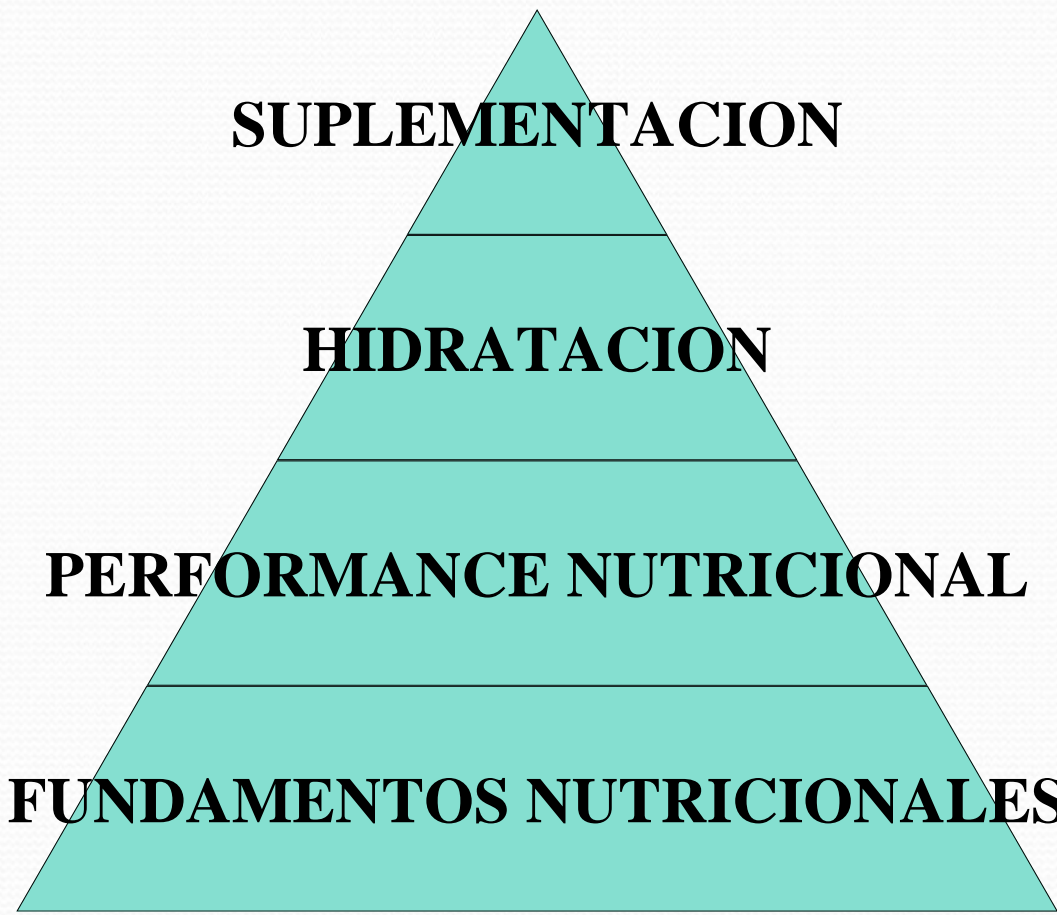 SUPLEMENTACION
HIDRATACION
PERFORMANCE NUTRICIONAL
FUNDAMENTOS NUTRICIONALES